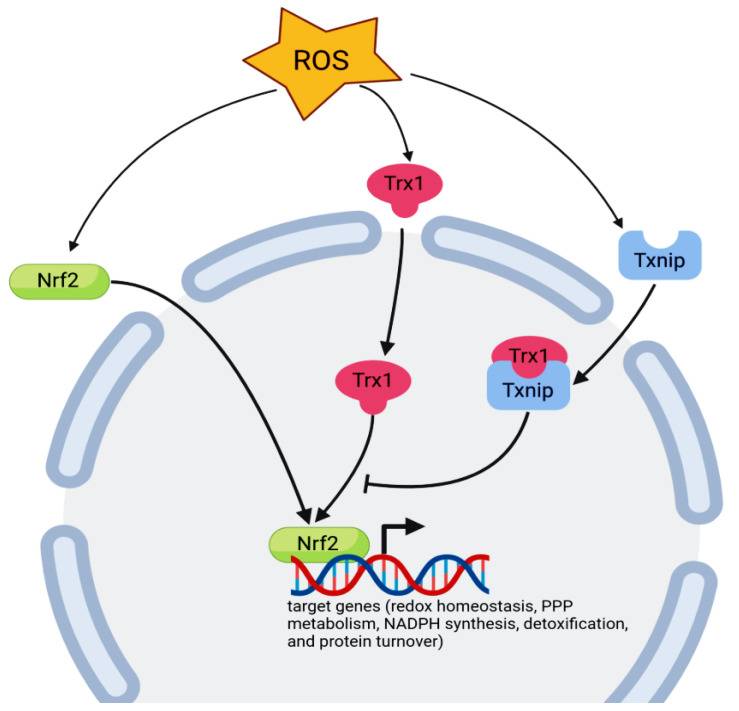 ROS
Trx1
Nrf2
Txnip
Trx1
Trx1
Txnip
Nrf2
target genes (redox homeostasis, PPP
metabolism, NADPH synthesis, detoxification,
and protein turnover)